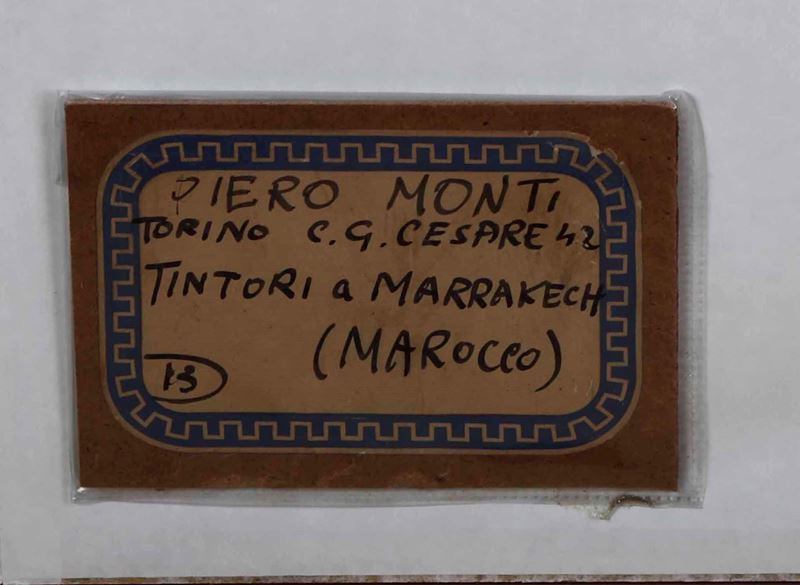 PIERO MONTI
TORINO C.G. CESARE 42
TINTORI a MARRAKECH
(MAROCCO)
13